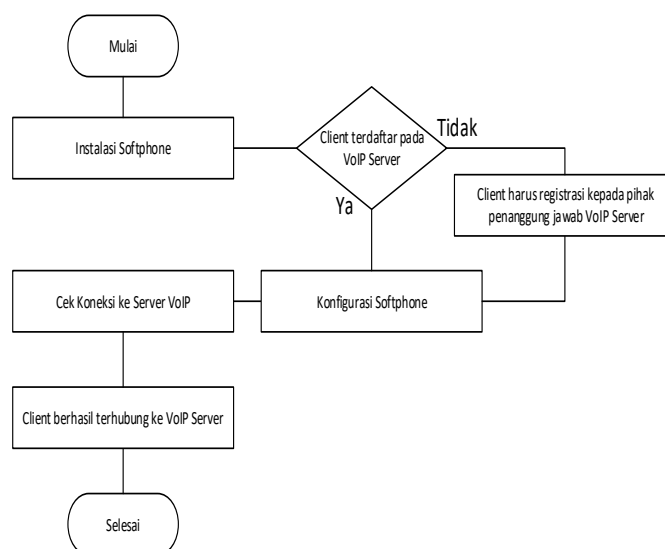 Mulai
Instalasi Softphone
Client terdaftar pada
VoIP Server
Tidak
Ya
Client harus registrasi kepada pihak
penanggung jawab VoIP Server
Konfigurasi Softphone
Cek Koneksi ke Server VoIP
Client berhasil terhubung ke VoIP Server
Selesai